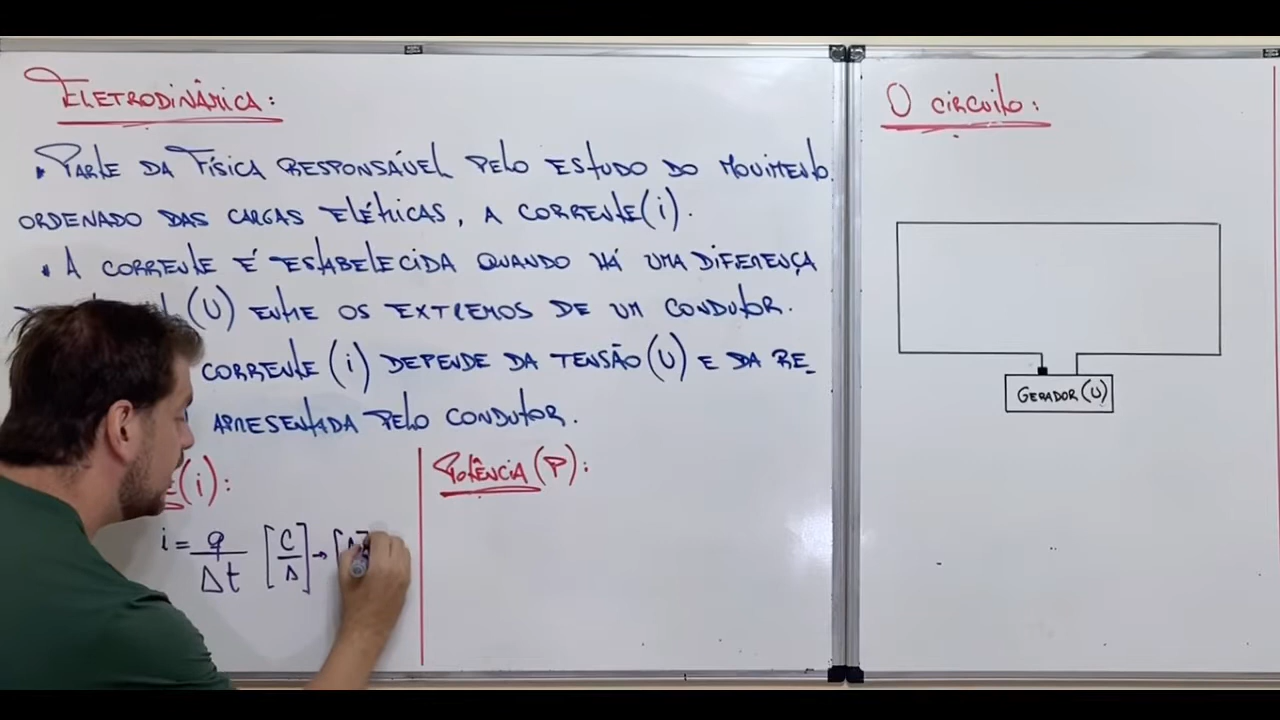 ELETRODINÂMICA:
• PARTE DA FÍSICA RESPONSÁVEL PELO ESTUDO DO MOVIMENTO
ORDENADO DAS CARGAS ELÉTRICAS, A CORRENTE (i).
• A CORRENTE É ESTABELECIDA QUANDO HÁ UMA DIFERENÇA
(U) ENTRE OS EXTREMOS DE UM CONDUTOR.
CORRENTE (i) DEPENDE DA TENSÃO (U) E DA RE-
APRESENTADA PELO CONDUTOR.
(i):
i = q/Δt [C/s] → [A]
POTÊNCIA (P):
O CIRCUITO:
GERADOR (U)